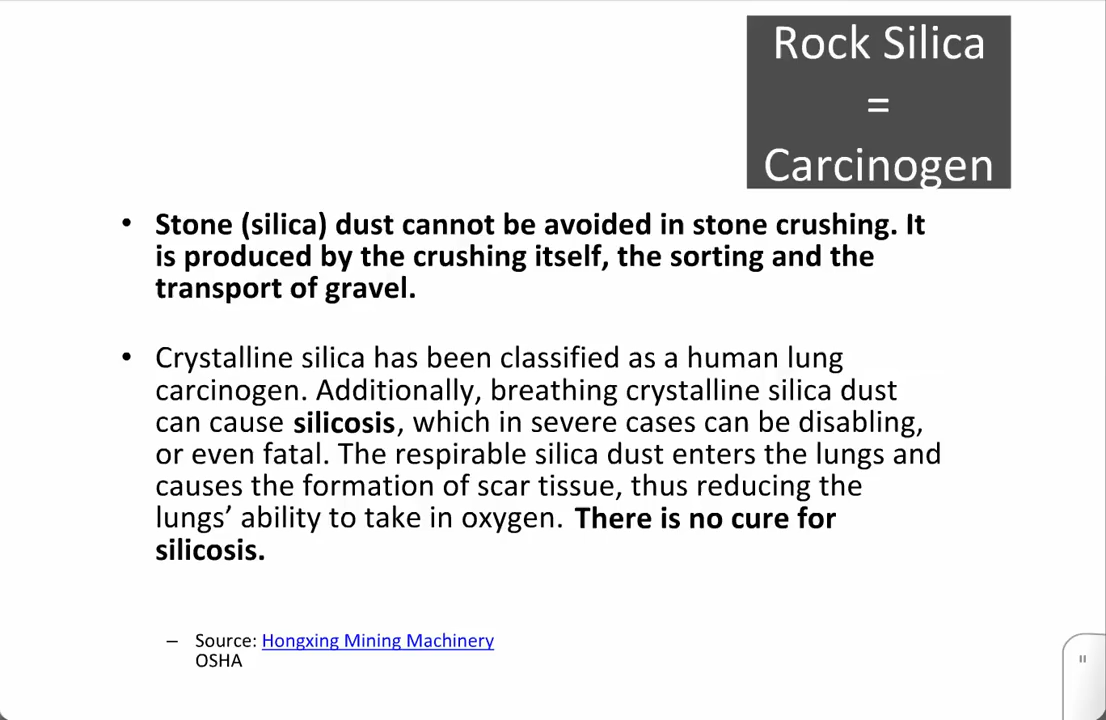 Rock Silica
=
Carcinogen
• Stone (silica) dust cannot be avoided in stone crushing. It
is produced by the crushing itself, the sorting and the
transport of gravel.
• Crystalline silica has been classified as a human lung
carcinogen. Additionally, breathing crystalline silica dust
can cause silicosis, which in severe cases can be disabling,
or even fatal. The respirable silica dust enters the lungs and
causes the formation of scar tissue, thus reducing the
lungs’ ability to take in oxygen. There is no cure for
silicosis.
– Source: Hongxing Mining Machinery
OSHA